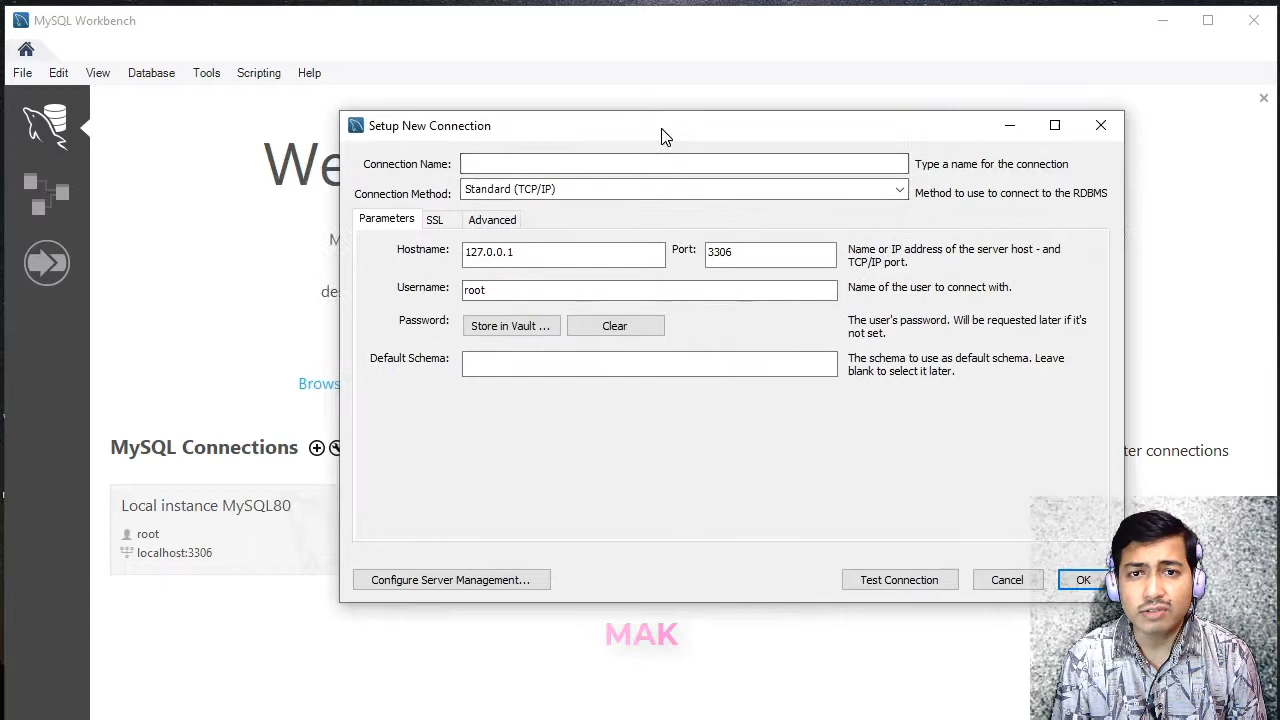 MySQL Workbench
File Edit View Database Tools Scripting Help
Setup New Connection
Connection Name: Type a name for the connection
Connection Method: Standard (TCP/IP) Method to use to connect to the RDBMS
Parameters SSL Advanced
Hostname: 127.0.0.1 Port: 3306 Name or IP address of the server host - and
TCP/IP port.
Username: root Name of the user to connect with.
Password: Store in Vault ... Clear The user's password. Will be requested later if it's
not set.
Default Schema: The schema to use as default schema. Leave
blank to select it later.
Configure Server Management... Test Connection Cancel OK
We
M
des
Brows
MySQL Connections
ter connections
Local instance MySQL80
root
localhost:3306
MAK